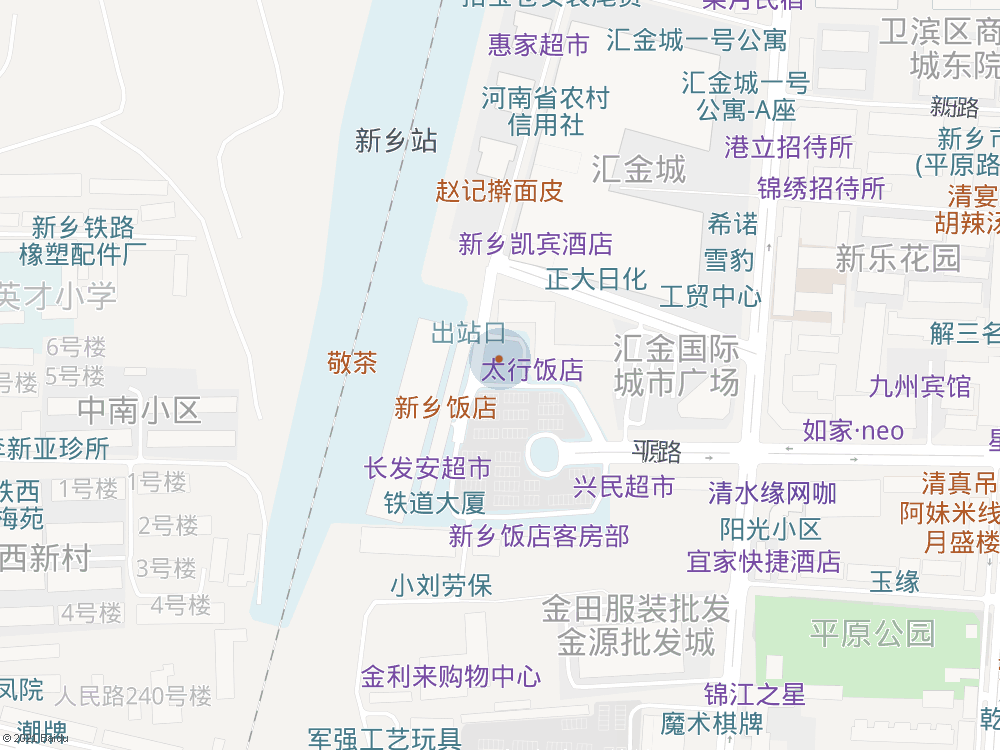 惠家超市
汇金城一号公寓
卫滨区商
城东院
汇金城一号
公寓-A座
河南省农村
信用社
新乡站
港立招待所
新乡市
(平原路
汇金城
赵记擀面皮
锦绣招待所
清宴
胡辣汤
新乡铁路
橡塑配件厂
希诺
新乡凯宾酒店
雪豹
新乐花园
正大日化
工贸中心
英才小学
出站口
解三名
6号楼
汇金国际
城市广场
敬茶
太行饭店
5号楼
号楼
九州宾馆
中南小区
新乡饭店
如家·neo
新亚珍所
平原路
长发安超市
兴民超市
清水缘网咖
清真吊
铁西
梅苑
1号楼
1号楼
铁道大厦
阿妹米线
月盛楼
2号楼
阳光小区
新乡饭店客房部
西新村
3号楼
宜家快捷酒店
小刘劳保
玉缘
4号楼
4号楼
金田服装批发
金源批发城
平原公园
金利来购物中心
凤院
人民路240号楼
锦江之星
魔术棋牌
潮牌
军强工艺玩具